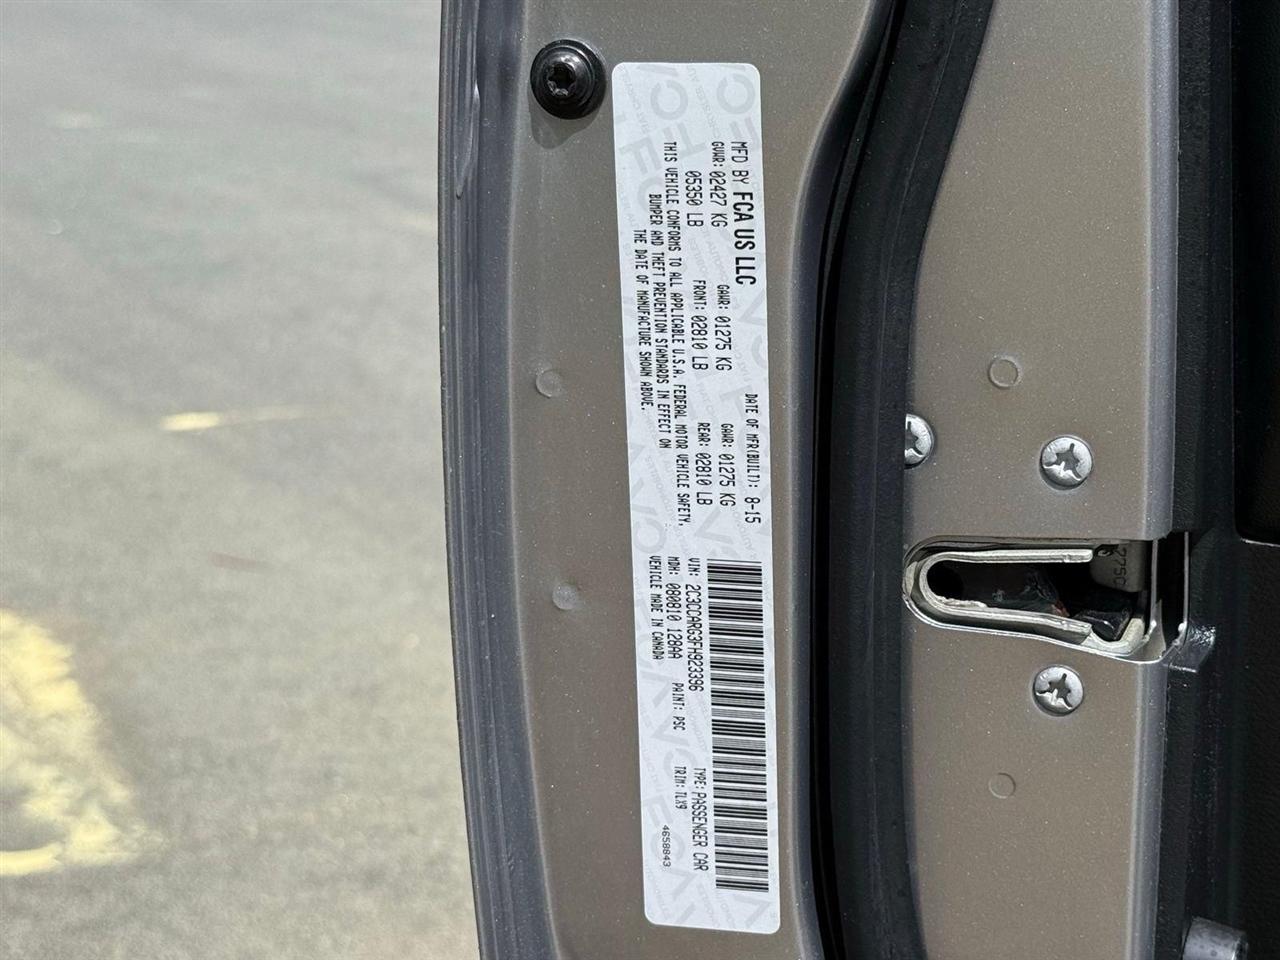 MFD BY FCA US LLC
DATE OF MFR(BUILT): 8-15
GVWR: 02427 KG
GAWR: 01275 KG
GAWR: 01275 KG
05350 LB
FRONT: 02810 LB
REAR: 02810 LB
THIS VEHICLE CONFORMS TO ALL APPLICABLE U.S.A. FEDERAL MOTOR VEHICLE SAFETY,
BUMPER AND THEFT PREVENTION STANDARDS IN EFFECT ON
THE DATE OF MANUFACTURE SHOWN ABOVE.
VIN: 2C3CCARG3FH923396
TYPE: PASSENGER CAR
MDH: 080810 128AA
PAINT: PSC
TRIM: TLX9
VEHICLE MADE IN CANADA
4658843